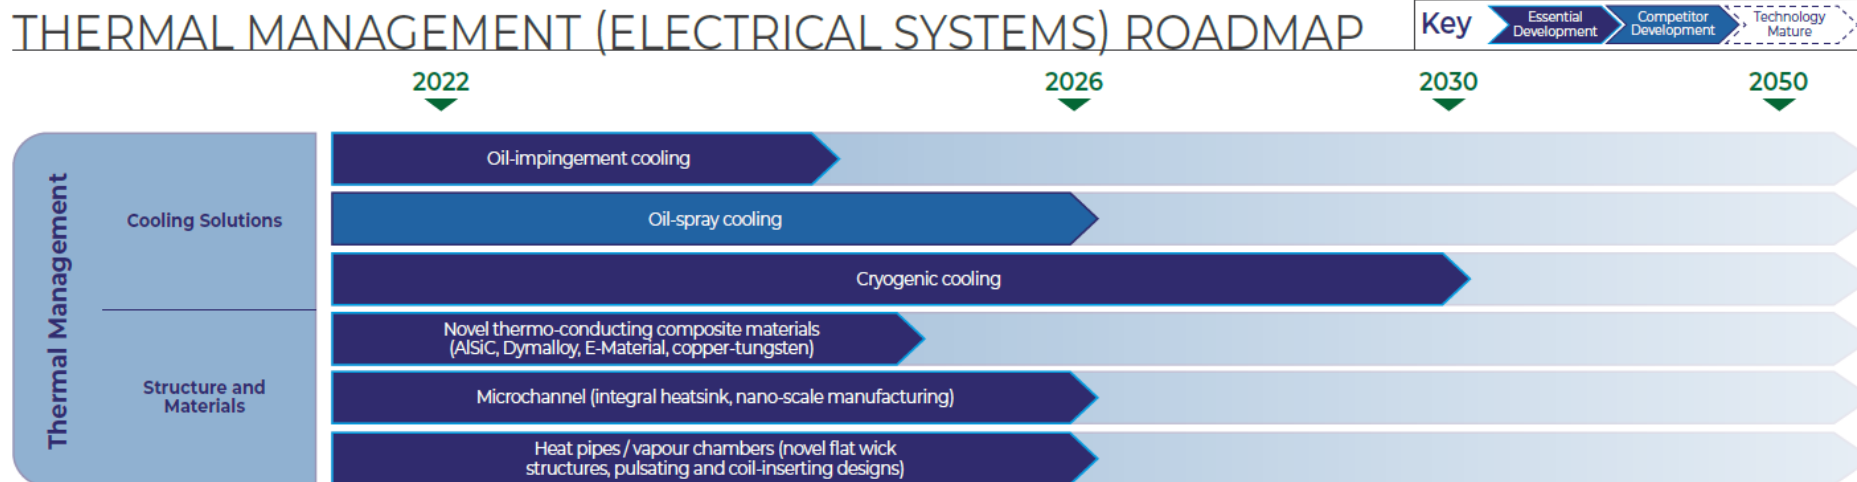 THERMAL MANAGEMENT (ELECTRICAL SYSTEMS) ROADMAP
Key
Essential
Development
Competitor
Development
Technology
Mature
2022
2026
2030
2050
Thermal Management
Cooling Solutions
Oil-impingement cooling
Oil-spray cooling
Cryogenic cooling
Structure and
Materials
Novel thermo-conducting composite materials
(AlSiC, Dymalloy, E-Material, copper-tungsten)
Microchannel (integral heatsink, nano-scale manufacturing)
Heat pipes / vapour chambers (novel flat wick
structures, pulsating and coil-inserting designs)